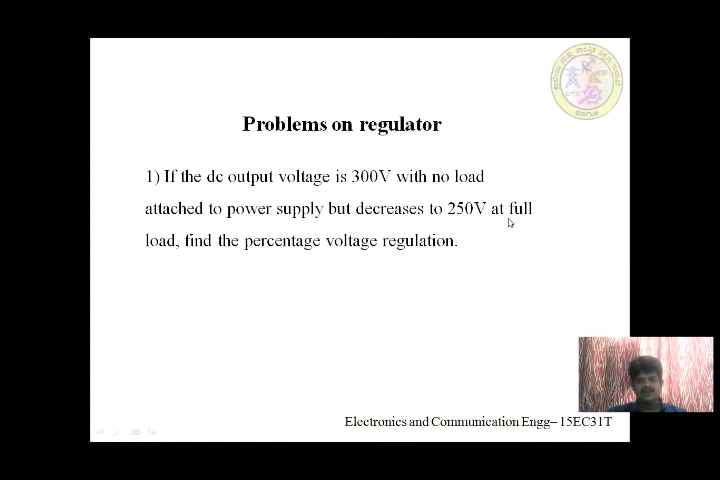 DTE
Problems on regulator
1) If the dc output voltage is 300V with no load
attached to power supply but decreases to 250V at full
load, find the percentage voltage regulation.
Electronics and Communication Engg– 15EC31T